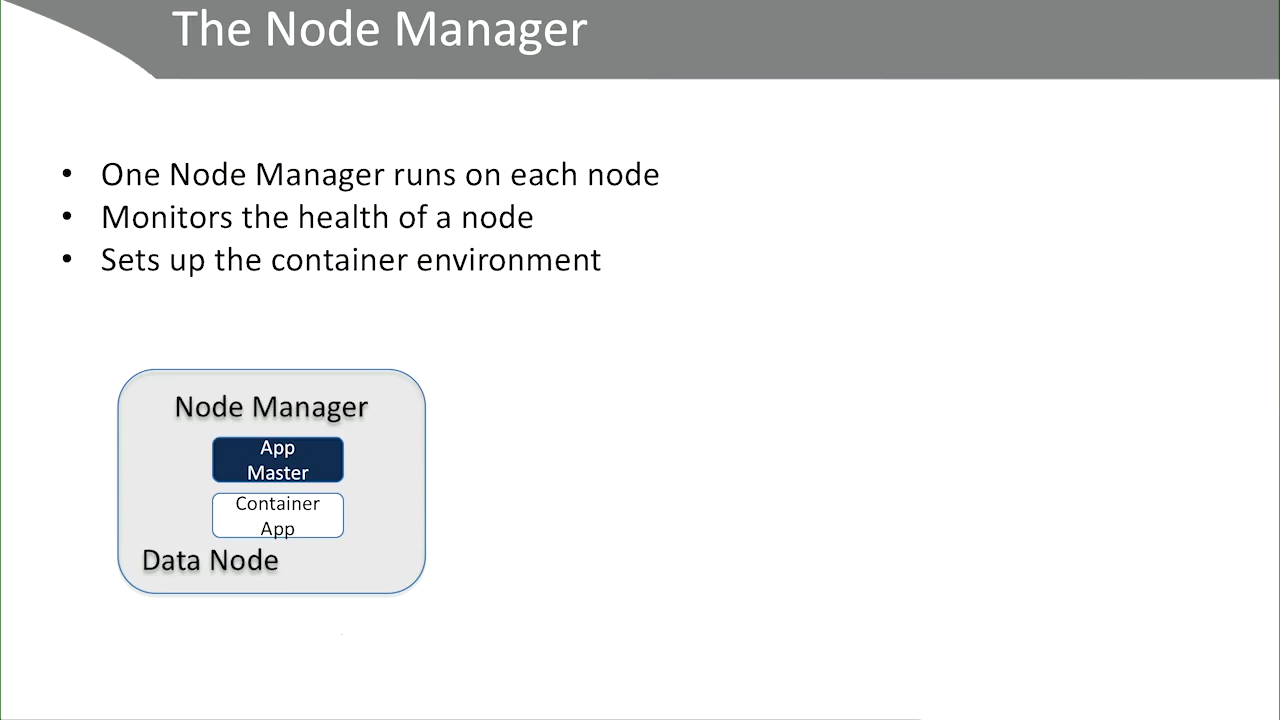 The Node Manager
• One Node Manager runs on each node
• Monitors the health of a node
• Sets up the container environment
Node Manager
App
Master
Container
App
Data Node